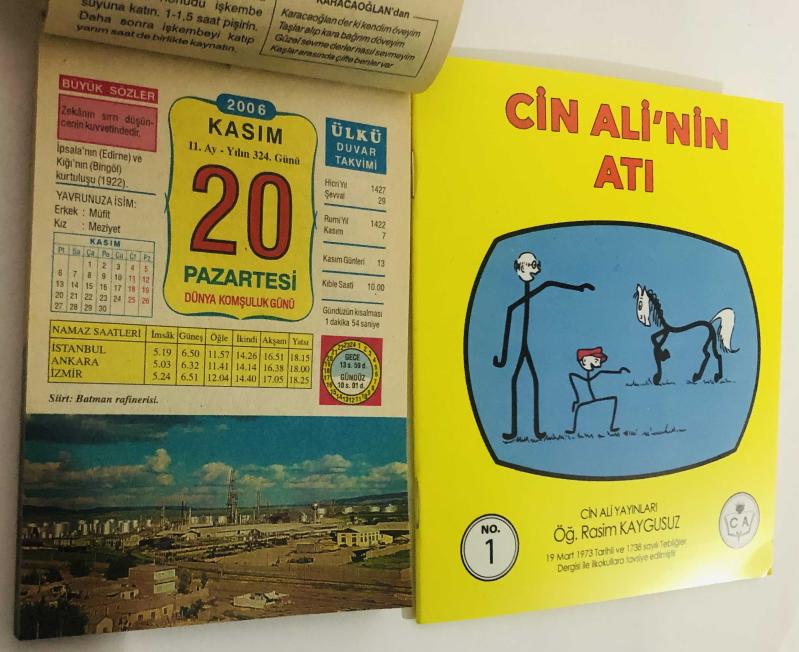 suyuna katın. 1-1,5 saat pişirin.
Daha sonra işkembeyi katıp
yarım saat de birlikte kaynatın.
KARACAOĞLAN'dan
Karacaoğlan der ki kendim öveyim
Taşlar alıp kara bağrım döveyim
Güzel sevme derler nasıl sevmeyim
Kaşlar arasında çifte benler var
BÜYÜK SÖZLER
Zekânın sırrı düşün-
cenin kuvvetindedir.
İpsala'nın (Edirne) ve
Kığı'nın (Bingöl)
kurtuluşu (1922).
YAVRUNUZA İSİM:
Erkek : Müfit
Kız : Meziyet
KASIM
Pt Sa Ça Pe Cu Ct Pz
1 2 3 4 5
6 7 8 9 10 11 12
13 14 15 16 17 18 19
20 21 22 23 24 25 26
27 28 29 30
2006
KASIM
11. Ay - Yılın 324. Günü
20
PAZARTESİ
DÜNYA KOMŞULUK GÜNÜ
ÜLKÜ
DUVAR
TAKVİMİ
Hicri Yıl 1427
Şevval 29
Rumi Yıl 1422
Kasım 7
Kasım Günleri 13
Kıble Saati 10.00
Gündüzün kısalması
1 dakika 54 saniye
NAMAZ SAATLERİ İmsâk Güneş Öğle İkindi Akşam Yatsı
İSTANBUL 5.19 6.50 11.57 14.26 16.51 18.15
ANKARA 5.03 6.32 11.41 14.14 16.38 18.00
İZMİR 5.24 6.51 12.04 14.40 17.05 18.25
GECE
13 s. 59 d.
GÜNDÜZ
10 s. 01 d.
Siirt: Batman rafinerisi.
CİN ALİ'NİN
ATI
NO.
1
CİN ALİ YAYINLARI
Öğ. Rasim KAYGUSUZ
19 Mart 1973 Tarihli ve 1738 sayılı Tebliğler
Dergisi ile ilkokullara tavsiye edilmiştir
C A